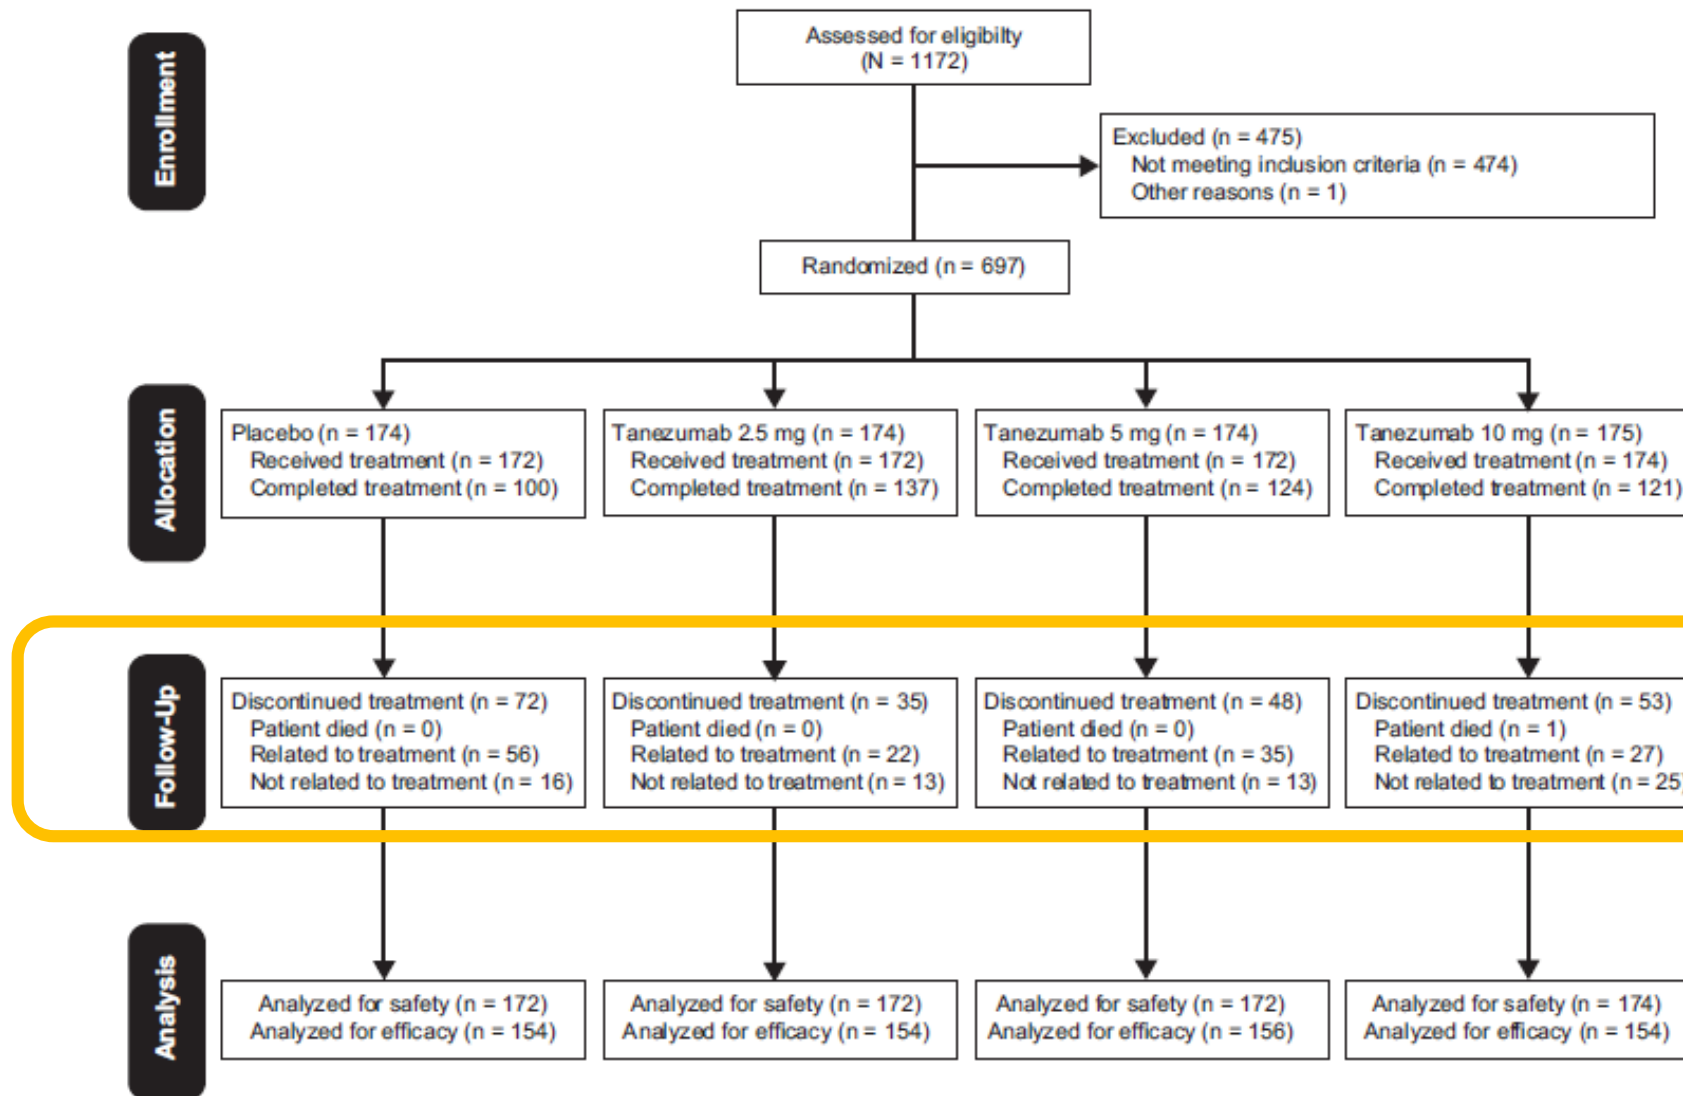 Enrollment
Assessed for eligibilty
(N = 1172)
Excluded (n = 475)
Not meeting inclusion criteria (n = 474)
Other reasons (n = 1)
Randomized (n = 697)
Allocation
Placebo (n = 174)
Received treatment (n = 172)
Completed treatment (n = 100)
Tanezumab 2.5 mg (n = 174)
Received treatment (n = 172)
Completed treatment (n = 137)
Tanezumab 5 mg (n = 174)
Received treatment (n = 172)
Completed treatment (n = 124)
Tanezumab 10 mg (n = 175)
Received treatment (n = 174)
Completed treatment (n = 121)
Follow-Up
Discontinued treatment (n = 72)
Patient died (n = 0)
Related to treatment (n = 56)
Not related to treatment (n = 16)
Discontinued treatment (n = 35)
Patient died (n = 0)
Related to treatment (n = 22)
Not related to treatment (n = 13)
Discontinued treatment (n = 48)
Patient died (n = 0)
Related to treatment (n = 35)
Not related to treatment (n = 13)
Discontinued treatment (n = 53)
Patient died (n = 1)
Related to treatment (n = 27)
Not related to treatment (n = 25)
Analysis
Analyzed for safety (n = 172)
Analyzed for efficacy (n = 154)
Analyzed for safety (n = 172)
Analyzed for efficacy (n = 154)
Analyzed for safety (n = 172)
Analyzed for efficacy (n = 156)
Analyzed for safety (n = 174)
Analyzed for efficacy (n = 154)